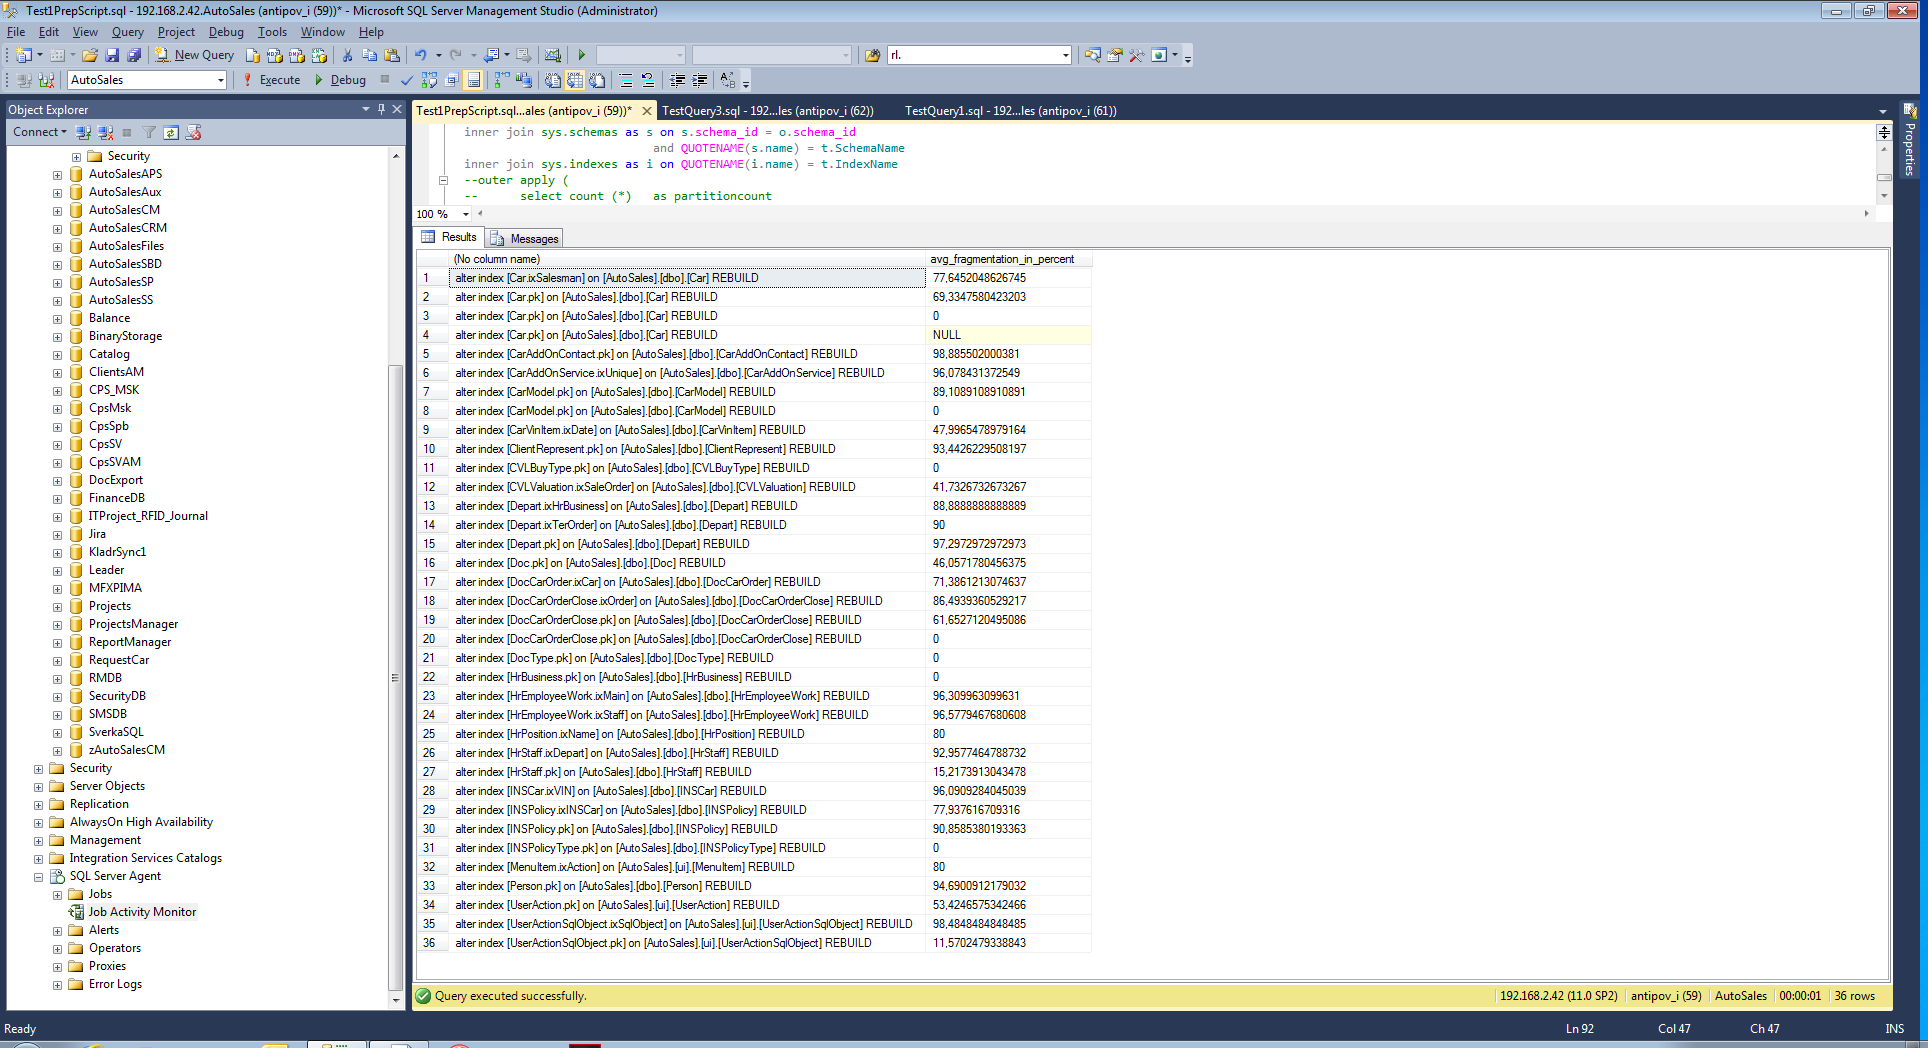 Test1PrepScript.sql - 192.168.2.42.AutoSales (antipov_i (59))* - Microsoft SQL Server Management Studio (Administrator)
File Edit View Query Project Debug Tools Window Help
New Query rl.
AutoSales Execute Debug
Object Explorer
Connect
Security
AutoSalesAPS
AutoSalesAux
AutoSalesCM
AutoSalesCRM
AutoSalesFiles
AutoSalesSBD
AutoSalesSP
AutoSalesSS
Balance
BinaryStorage
Catalog
ClientsAM
CPS_MSK
CpsMsk
CpsSpb
CpsSV
CpsSVAM
DocExport
FinanceDB
ITProject_RFID_Journal
Jira
KladrSync1
Leader
MFXPIMA
Projects
ProjectsManager
ReportManager
RequestCar
RMDB
SecurityDB
SMSDB
SverkaSQL
zAutoSalesCM
Security
Server Objects
Replication
AlwaysOn High Availability
Management
Integration Services Catalogs
SQL Server Agent
Jobs
Job Activity Monitor
Alerts
Operators
Proxies
Error Logs
Test1PrepScript.sql...ales (antipov_i (59))* TestQuery3.sql - 192...les (antipov_i (62)) TestQuery1.sql - 192...les (antipov_i (61))
inner join sys.schemas as s on s.schema_id = o.schema_id
and QUOTENAME(s.name) = t.SchemaName
inner join sys.indexes as i on QUOTENAME(i.name) = t.IndexName
--outer apply (
-- select count (*) as partitioncount
100 %
Results Messages
(No column name) avg_fragmentation_in_percent
1 alter index [Car.ixSalesman] on [AutoSales].[dbo].[Car] REBUILD 77,6452048626745
2 alter index [Car.pk] on [AutoSales].[dbo].[Car] REBUILD 69,3347580423203
3 alter index [Car.pk] on [AutoSales].[dbo].[Car] REBUILD 0
4 alter index [Car.pk] on [AutoSales].[dbo].[Car] REBUILD NULL
5 alter index [CarAddOnContact.pk] on [AutoSales].[dbo].[CarAddOnContact] REBUILD 98,885502000381
6 alter index [CarAddOnService.ixUnique] on [AutoSales].[dbo].[CarAddOnService] REBUILD 96,078431372549
7 alter index [CarModel.pk] on [AutoSales].[dbo].[CarModel] REBUILD 89,1089108910891
8 alter index [CarModel.pk] on [AutoSales].[dbo].[CarModel] REBUILD 0
9 alter index [CarVinItem.ixDate] on [AutoSales].[dbo].[CarVinItem] REBUILD 47,9965478979164
10 alter index [ClientRepresent.pk] on [AutoSales].[dbo].[ClientRepresent] REBUILD 93,4426229508197
11 alter index [CVLBuyType.pk] on [AutoSales].[dbo].[CVLBuyType] REBUILD 0
12 alter index [CVLValuation.ixSaleOrder] on [AutoSales].[dbo].[CVLValuation] REBUILD 41,7326732673267
13 alter index [Depart.ixHrBusiness] on [AutoSales].[dbo].[Depart] REBUILD 88,8888888888889
14 alter index [Depart.ixTerOrder] on [AutoSales].[dbo].[Depart] REBUILD 90
15 alter index [Depart.pk] on [AutoSales].[dbo].[Depart] REBUILD 97,2972972972973
16 alter index [Doc.pk] on [AutoSales].[dbo].[Doc] REBUILD 46,0571780456375
17 alter index [DocCarOrder.ixCar] on [AutoSales].[dbo].[DocCarOrder] REBUILD 71,3861213074637
18 alter index [DocCarOrderClose.ixOrder] on [AutoSales].[dbo].[DocCarOrderClose] REBUILD 86,4939360529217
19 alter index [DocCarOrderClose.pk] on [AutoSales].[dbo].[DocCarOrderClose] REBUILD 61,6527120495086
20 alter index [DocCarOrderClose.pk] on [AutoSales].[dbo].[DocCarOrderClose] REBUILD 0
21 alter index [DocType.pk] on [AutoSales].[dbo].[DocType] REBUILD 0
22 alter index [HrBusiness.pk] on [AutoSales].[dbo].[HrBusiness] REBUILD 0
23 alter index [HrEmployeeWork.ixMain] on [AutoSales].[dbo].[HrEmployeeWork] REBUILD 96,309963099631
24 alter index [HrEmployeeWork.ixStaff] on [AutoSales].[dbo].[HrEmployeeWork] REBUILD 96,5779467680608
25 alter index [HrPosition.ixName] on [AutoSales].[dbo].[HrPosition] REBUILD 80
26 alter index [HrStaff.ixDepart] on [AutoSales].[dbo].[HrStaff] REBUILD 92,9577464788732
27 alter index [HrStaff.pk] on [AutoSales].[dbo].[HrStaff] REBUILD 15,2173913043478
28 alter index [INSCar.ixVIN] on [AutoSales].[dbo].[INSCar] REBUILD 96,0909284045039
29 alter index [INSPolicy.ixINSCar] on [AutoSales].[dbo].[INSPolicy] REBUILD 77,937616709316
30 alter index [INSPolicy.pk] on [AutoSales].[dbo].[INSPolicy] REBUILD 90,8585380193363
31 alter index [INSPolicyType.pk] on [AutoSales].[dbo].[INSPolicyType] REBUILD 0
32 alter index [MenuItem.ixAction] on [AutoSales].[ui].[MenuItem] REBUILD 80
33 alter index [Person.pk] on [AutoSales].[dbo].[Person] REBUILD 94,6900912179032
34 alter index [UserAction.pk] on [AutoSales].[ui].[UserAction] REBUILD 53,4246575342466
35 alter index [UserActionSqlObject.ixSqlObject] on [AutoSales].[ui].[UserActionSqlObject] REBUILD 98,4848484848485
36 alter index [UserActionSqlObject.pk] on [AutoSales].[ui].[UserActionSqlObject] REBUILD 11,5702479338843
Query executed successfully. 192.168.2.42 (11.0 SP2) antipov_i (59) AutoSales 00:00:01 36 rows
Properties
Ready Ln 92 Col 47 Ch 47 INS